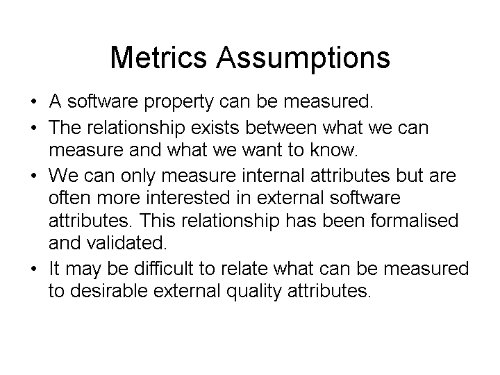 Metrics Assumptions
• A software property can be measured.
• The relationship exists between what we can
measure and what we want to know.
• We can only measure internal attributes but are
often more interested in external software
attributes. This relationship has been formalised
and validated.
• It may be difficult to relate what can be measured
to desirable external quality attributes.